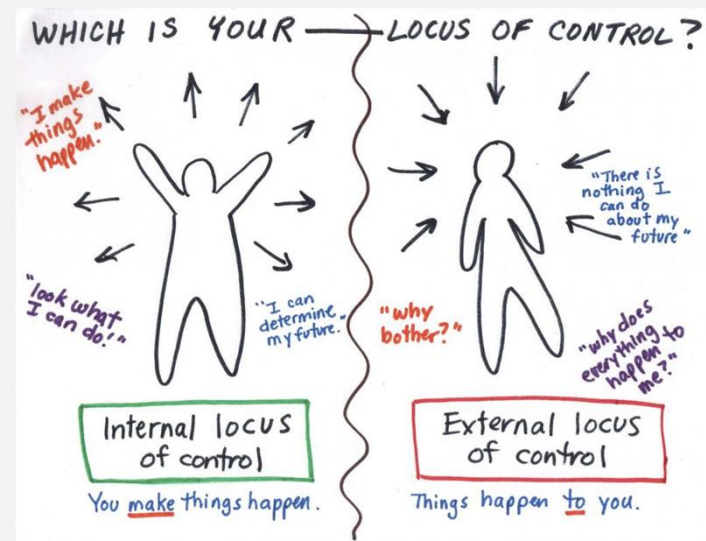 WHICH IS YOUR LOCUS OF CONTROL?
"I make
things
happen."
"look what
I can do!"
"I can
determine
my future."
Internal locus
of control
You make things happen.
"There is
nothing I
can do
about my
future"
"why
bother?"
"why does
everything
happen to
me?"
External locus
of control
Things happen to you.